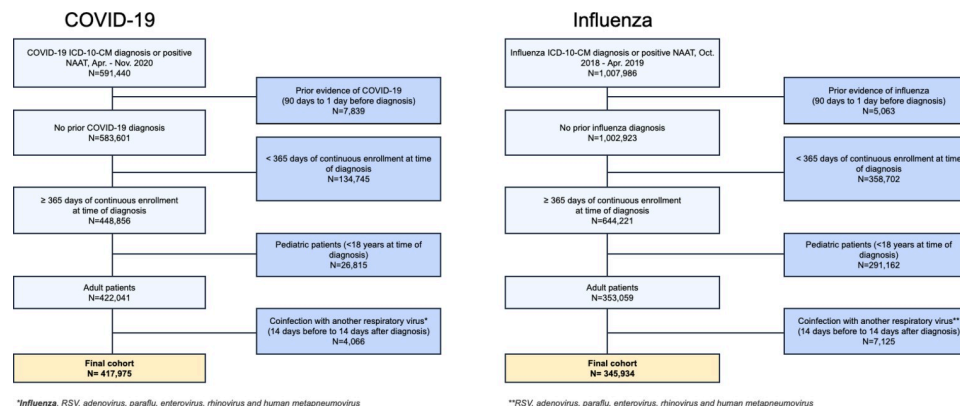 COVID-19
COVID-19 ICD-10-CM diagnosis or positive
NAAT, Apr. - Nov. 2020
N=591,440
Prior evidence of COVID-19
(90 days to 1 day before diagnosis)
N=7,839
No prior COVID-19 diagnosis
N=583,601
< 365 days of continuous enrollment at time
of diagnosis
N=134,745
≥ 365 days of continuous enrollment
at time of diagnosis
N=448,856
Pediatric patients (<18 years at time of
diagnosis)
N=26,815
Adult patients
N=422,041
Coinfection with another respiratory virus*
(14 days before to 14 days after diagnosis)
N=4,066
Final cohort
N= 417,975
*Influenza, RSV, adenovirus, paraflu, enterovirus, rhinovirus and human metapneumovirus
Influenza
Influenza ICD-10-CM diagnosis or positive NAAT, Oct.
2018 - Apr. 2019
N=1,007,986
Prior evidence of influenza
(90 days to 1 day before diagnosis)
N=5,063
No prior influenza diagnosis
N=1,002,923
< 365 days of continuous enrollment at time
of diagnosis
N=358,702
≥ 365 days of continuous enrollment
at time of diagnosis
N=644,221
Pediatric patients (<18 years at time of
diagnosis)
N=291,162
Adult patients
N=353,059
Coinfection with another respiratory virus**
(14 days before to 14 days after diagnosis)
N=7,125
Final cohort
N= 345,934
**RSV, adenovirus, paraflu, enterovirus, rhinovirus and human metapneumovirus